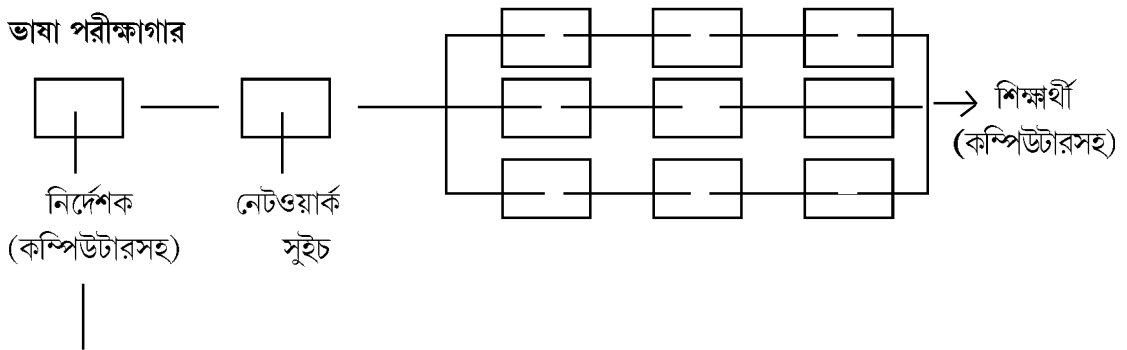 ভাষা পরীক্ষাগার
শিক্ষার্থী
(কম্পিউটারসহ)
নির্দেশক
(কম্পিউটারসহ)
নেটওয়ার্ক
সুইচ